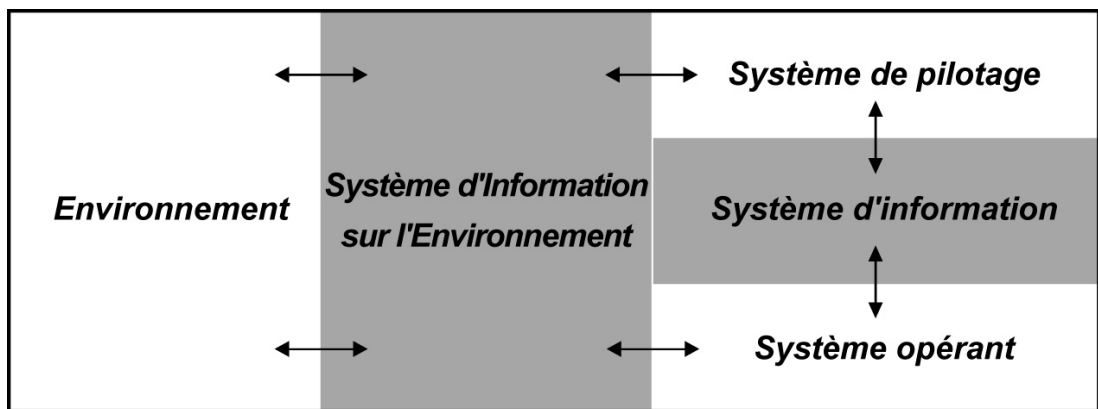 Système de pilotage
Environnement
Système d'Information
sur l'Environnement
Système d'information
Système opérant